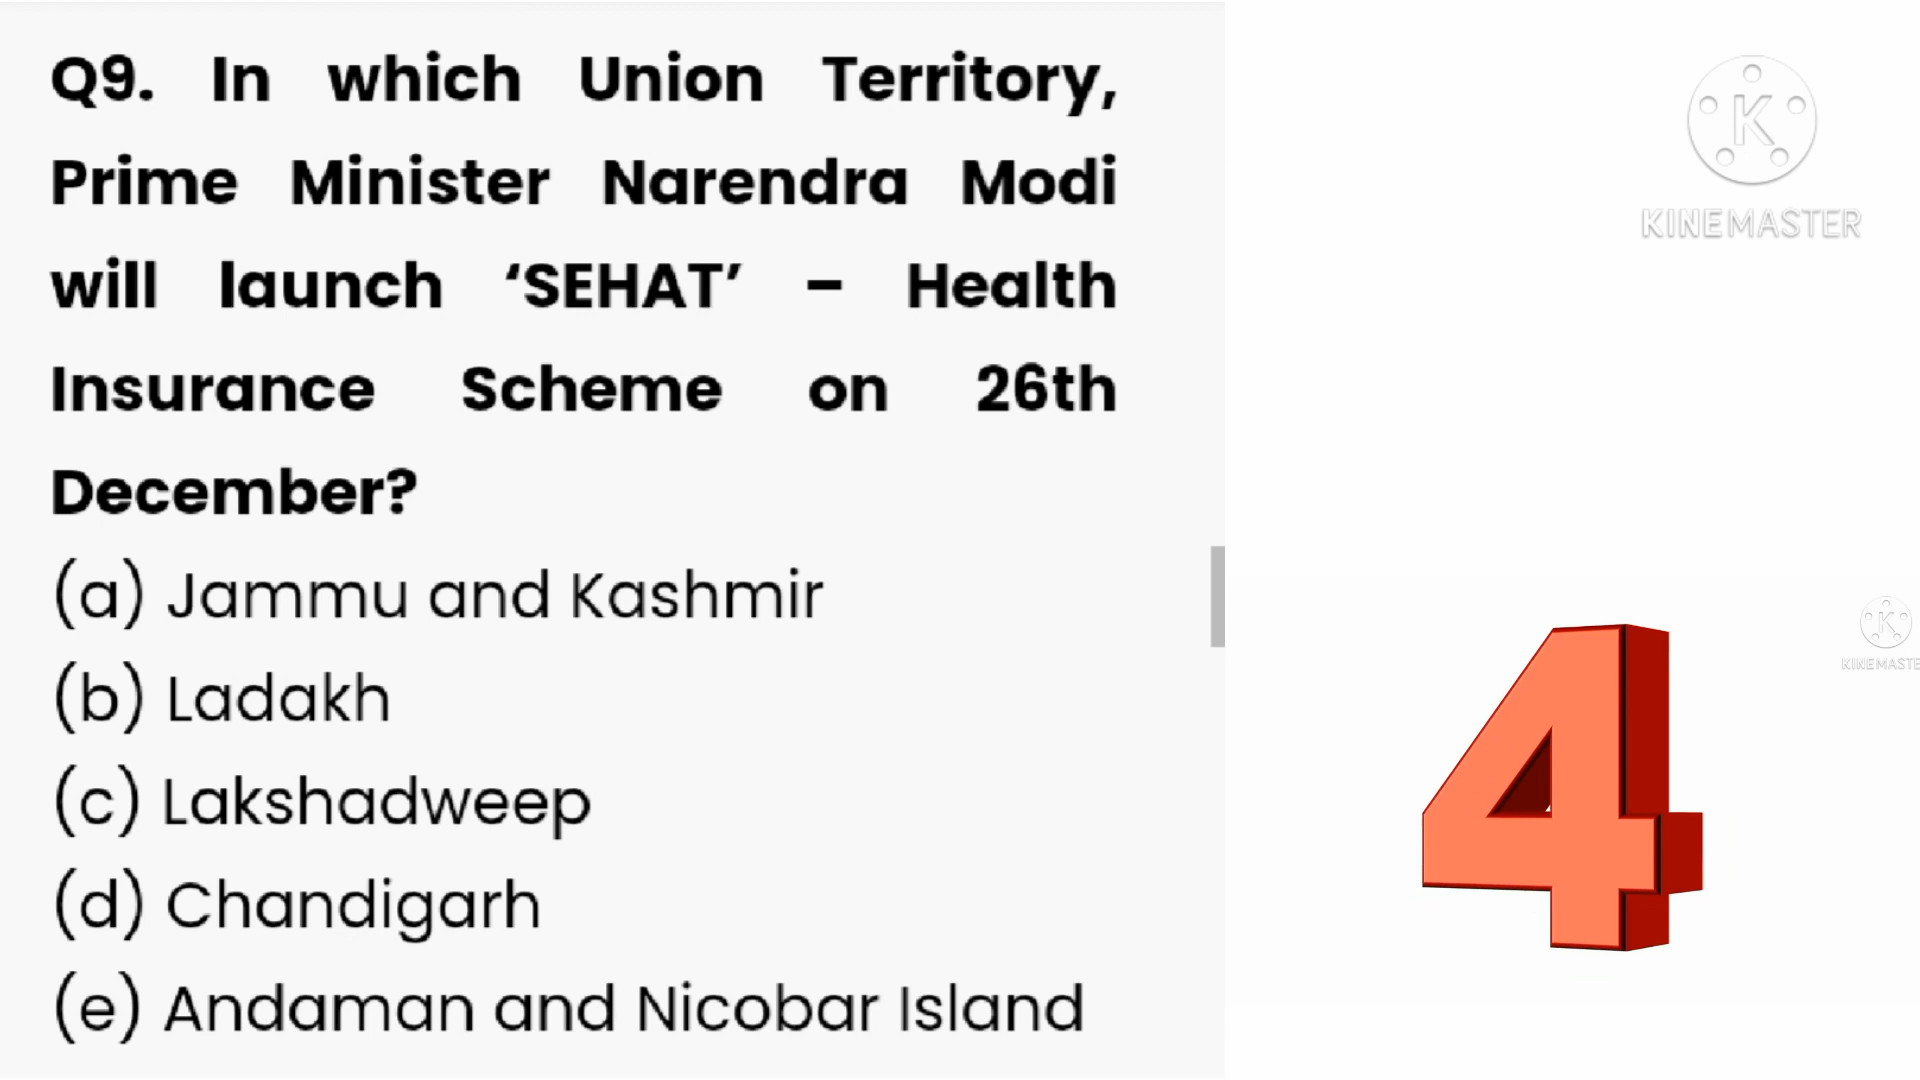 Q9. In which Union Territory,
Prime Minister Narendra Modi
will launch ‘SEHAT’ – Health
Insurance Scheme on 26th
December?
(a) Jammu and Kashmir
(b) Ladakh
(c) Lakshadweep
(d) Chandigarh
(e) Andaman and Nicobar Island
K
KINEMASTER
4
K
KINEMASTE